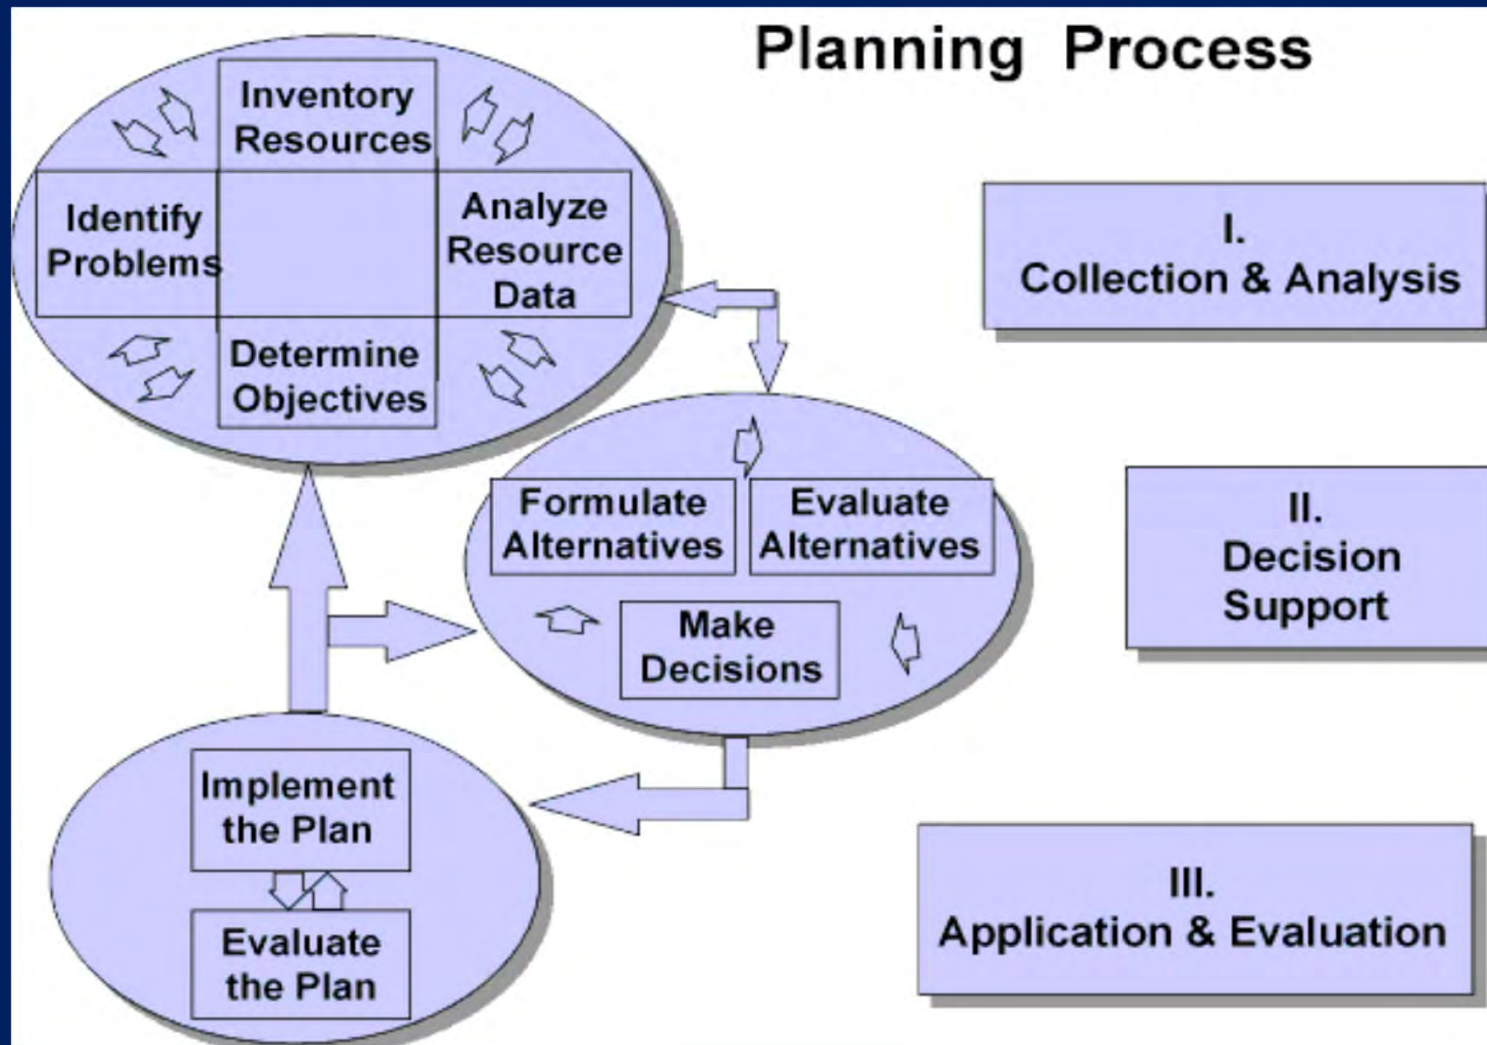 Planning Process
Inventory
Resources
Identify
Problems
Analyze
Resource
Data
Determine
Objectives
I.
Collection & Analysis
Formulate
Alternatives
Evaluate
Alternatives
Make
Decisions
II.
Decision
Support
Implement
the Plan
Evaluate
the Plan
III.
Application & Evaluation